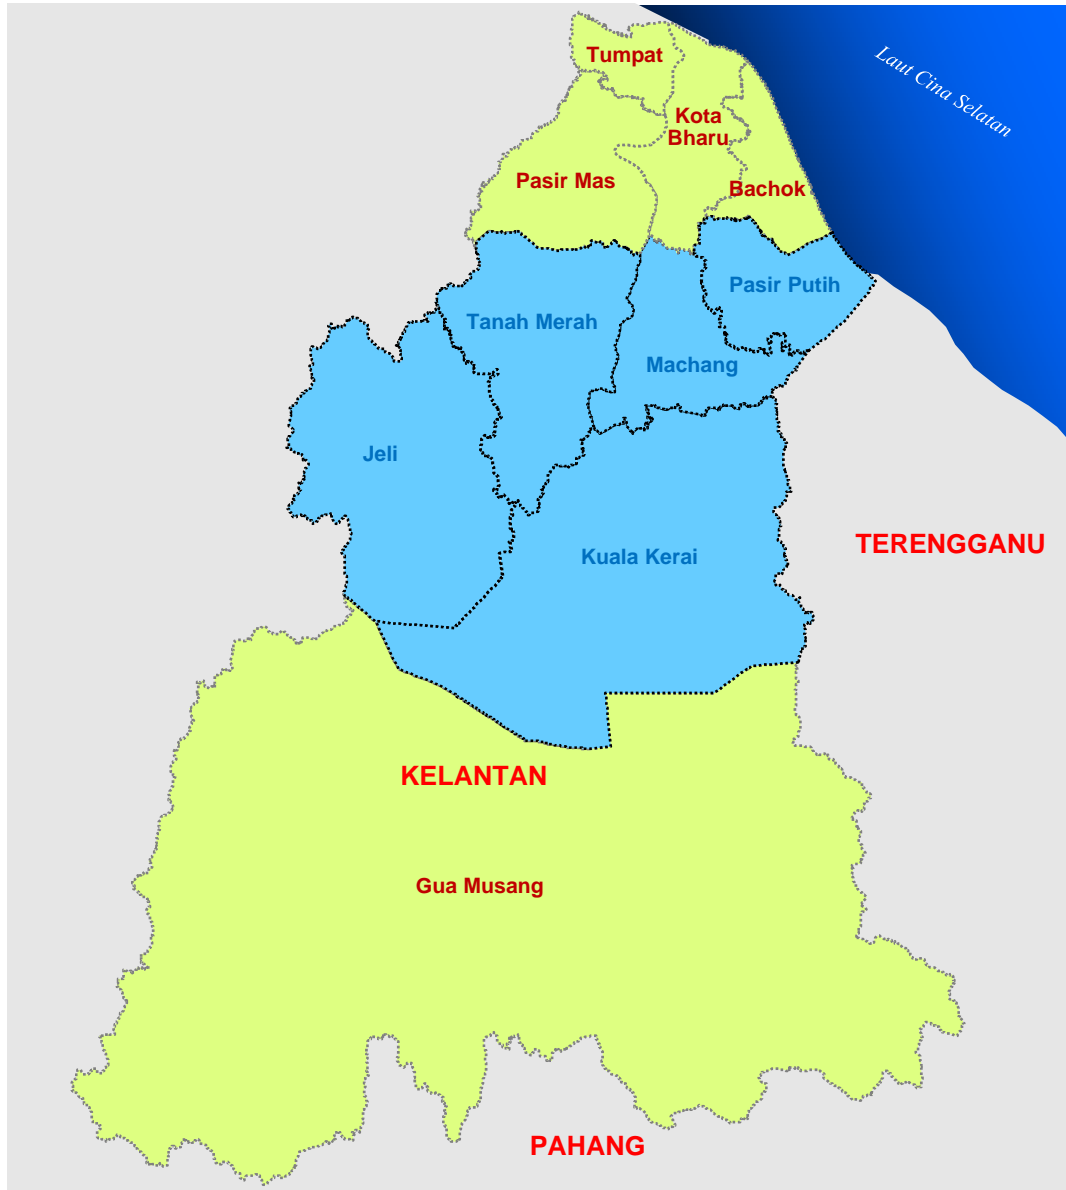 Tumpat
Laut Cina Selatan
Kota
Bharu
Pasir Mas
Bachok
Pasir Putih
Tanah Merah
Machang
Jeli
TERENGGANU
Kuala Kerai
KELANTAN
Gua Musang
PAHANG